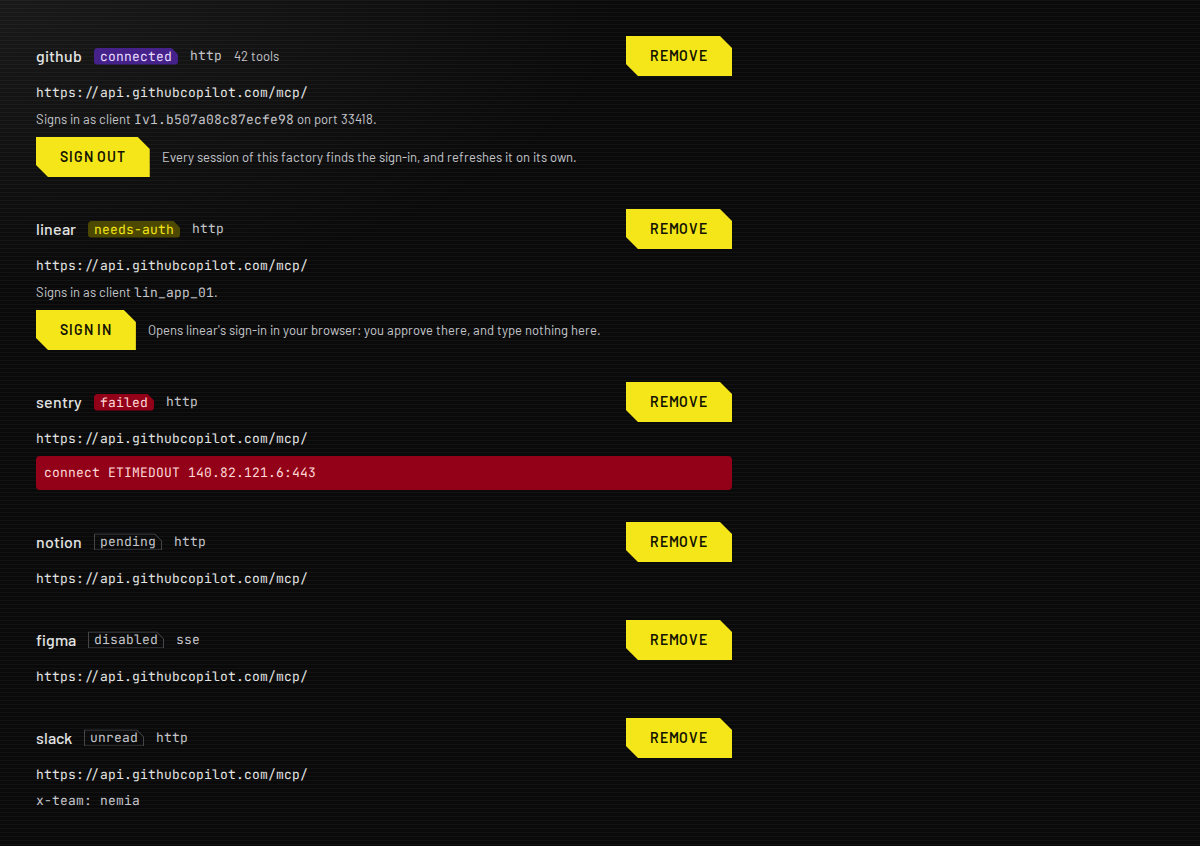 github connected http 42 tools REMOVE
https://api.githubcopilot.com/mcp/
Signs in as client Iv1.b507a08c87ecfe98 on port 33418.
SIGN OUT Every session of this factory finds the sign-in, and refreshes it on its own.
linear needs-auth http REMOVE
https://api.githubcopilot.com/mcp/
Signs in as client lin_app_01.
SIGN IN Opens linear's sign-in in your browser: you approve there, and type nothing here.
sentry failed http REMOVE
https://api.githubcopilot.com/mcp/
connect ETIMEDOUT 140.82.121.6:443
notion pending http REMOVE
https://api.githubcopilot.com/mcp/
figma disabled sse REMOVE
https://api.githubcopilot.com/mcp/
slack unread http REMOVE
https://api.githubcopilot.com/mcp/
x-team: nemia